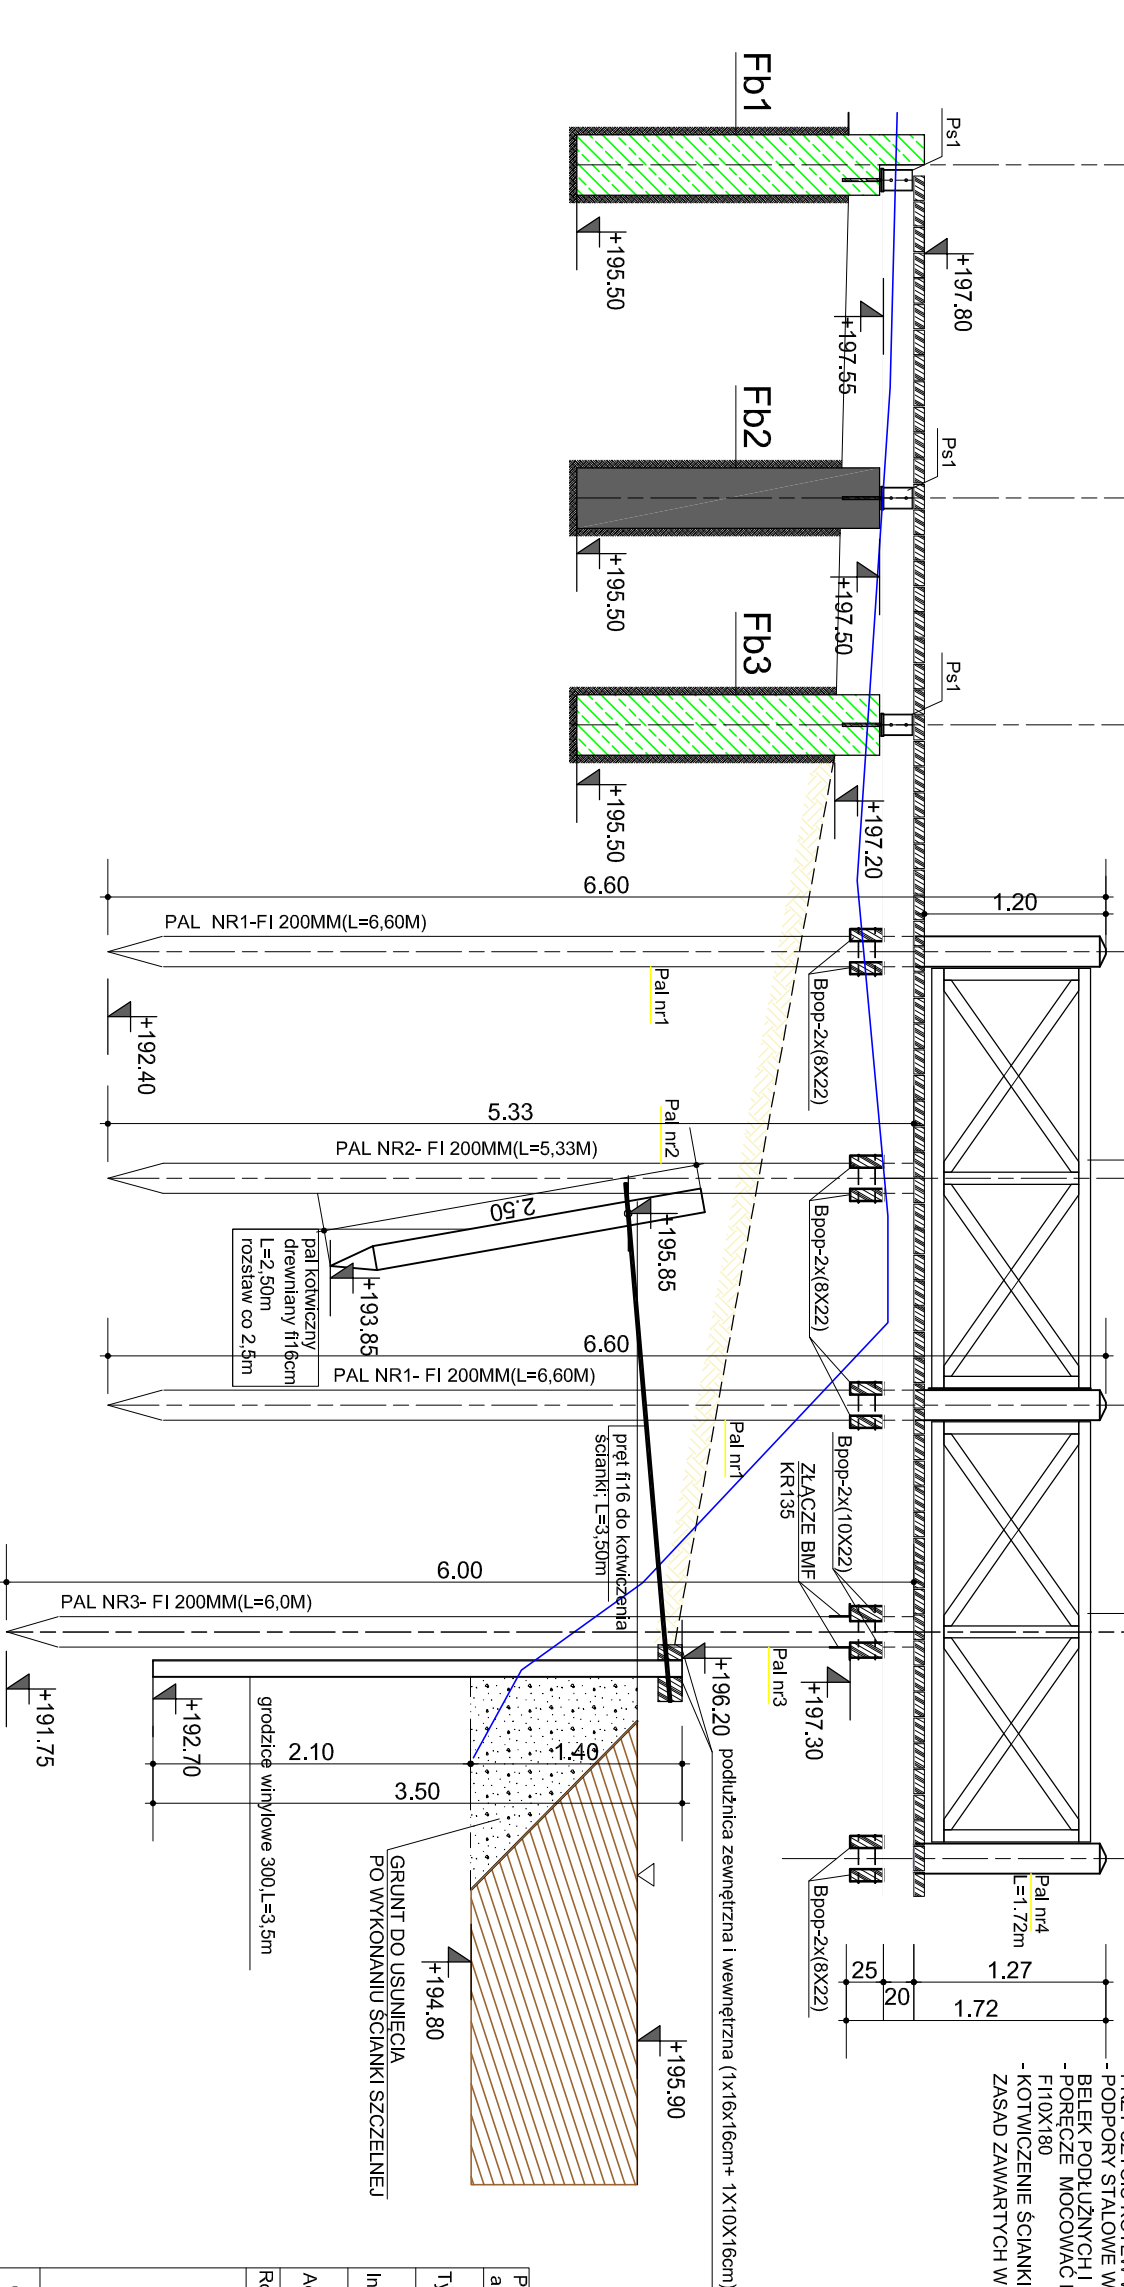 Fb1
Ps1
+195.50
+197.80
+197.55
Fb2
Ps1
+195.50
+197.50
Fb3
Ps1
+195.50
+197.20
6.60
1.20
PAL NR1-FI 200MM(L=6,60M)
Pal nr1
Bpop-2x(8X22)
+192.40
5.33
PAL NR2- FI 200MM(L=5,33M)
Pal nr2
2.50
+195.85
+193.85
pal kotwiczny
drewniany fi16cm
L=2,50m
rozstaw co 2,5m
Bpop-2x(8X22)
6.60
PAL NR1- FI 200MM(L=6,60M)
Pal nr1
pręt fi16 do kotwiczenia
ścianki; L=3,50m
Bpop-2x(10X22)
ZŁĄCZE BMF
KR135
6.00
PAL NR3- FI 200MM(L=6,0M)
Pal nr3
+191.75
+192.70
+196.20
+197.30
podłużnica zewnętrzna i wewnętrzna (1x16x16cm+ 1X10X16cm)
2.10
1.40
3.50
grodzice winylowe 300,L=3,5m
GRUNT DO USUNIĘCIA
PO WYKONANIU ŚCIANKI SZCZELNEJ
+194.80
+195.90
Bpop-2x(8X22)
Pal nr4
L=1.72m
25
20
1.27
1.72
- PODPORY STALOWE W
BELEK PODŁUŻNYCH I
- PORĘCZE MOCOWAĆ
FI10X180
- KOTWICZENIE ŚCIANKI
ZASAD ZAWARTYCH W